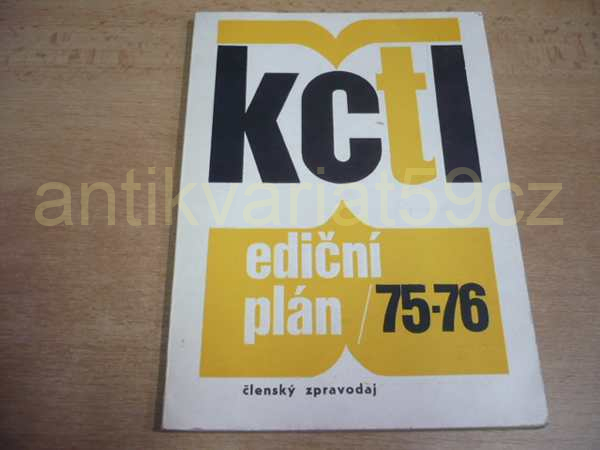 kctl
antikvariat59cz
ediční
plán / 75-76
členský zpravodaj